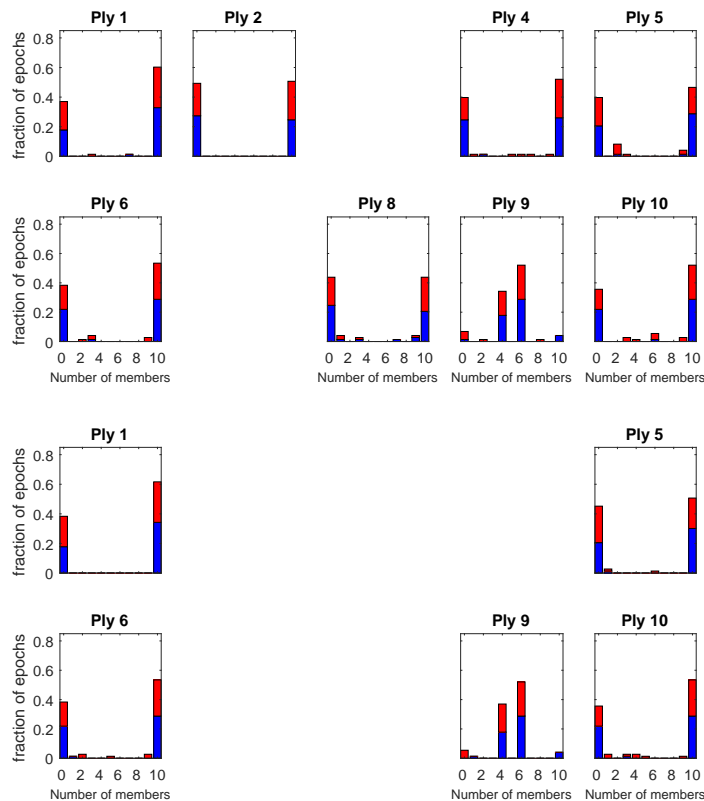 Ply 1 Ply 2 Ply 4 Ply 5
0.8
0.6
0.4
0.2
0
fraction of epochs
Ply 6 Ply 8 Ply 9 Ply 10
0.8
0.6
0.4
0.2
0
fraction of epochs
0 2 4 6 8 10 0 2 4 6 8 10 0 2 4 6 8 10 0 2 4 6 8 10
Number of members Number of members Number of members Number of members
Ply 1 Ply 5
0.8
0.6
0.4
0.2
0
fraction of epochs
Ply 6 Ply 9 Ply 10
0.8
0.6
0.4
0.2
0
fraction of epochs
0 2 4 6 8 10 0 2 4 6 8 10 0 2 4 6 8 10
Number of members Number of members Number of members